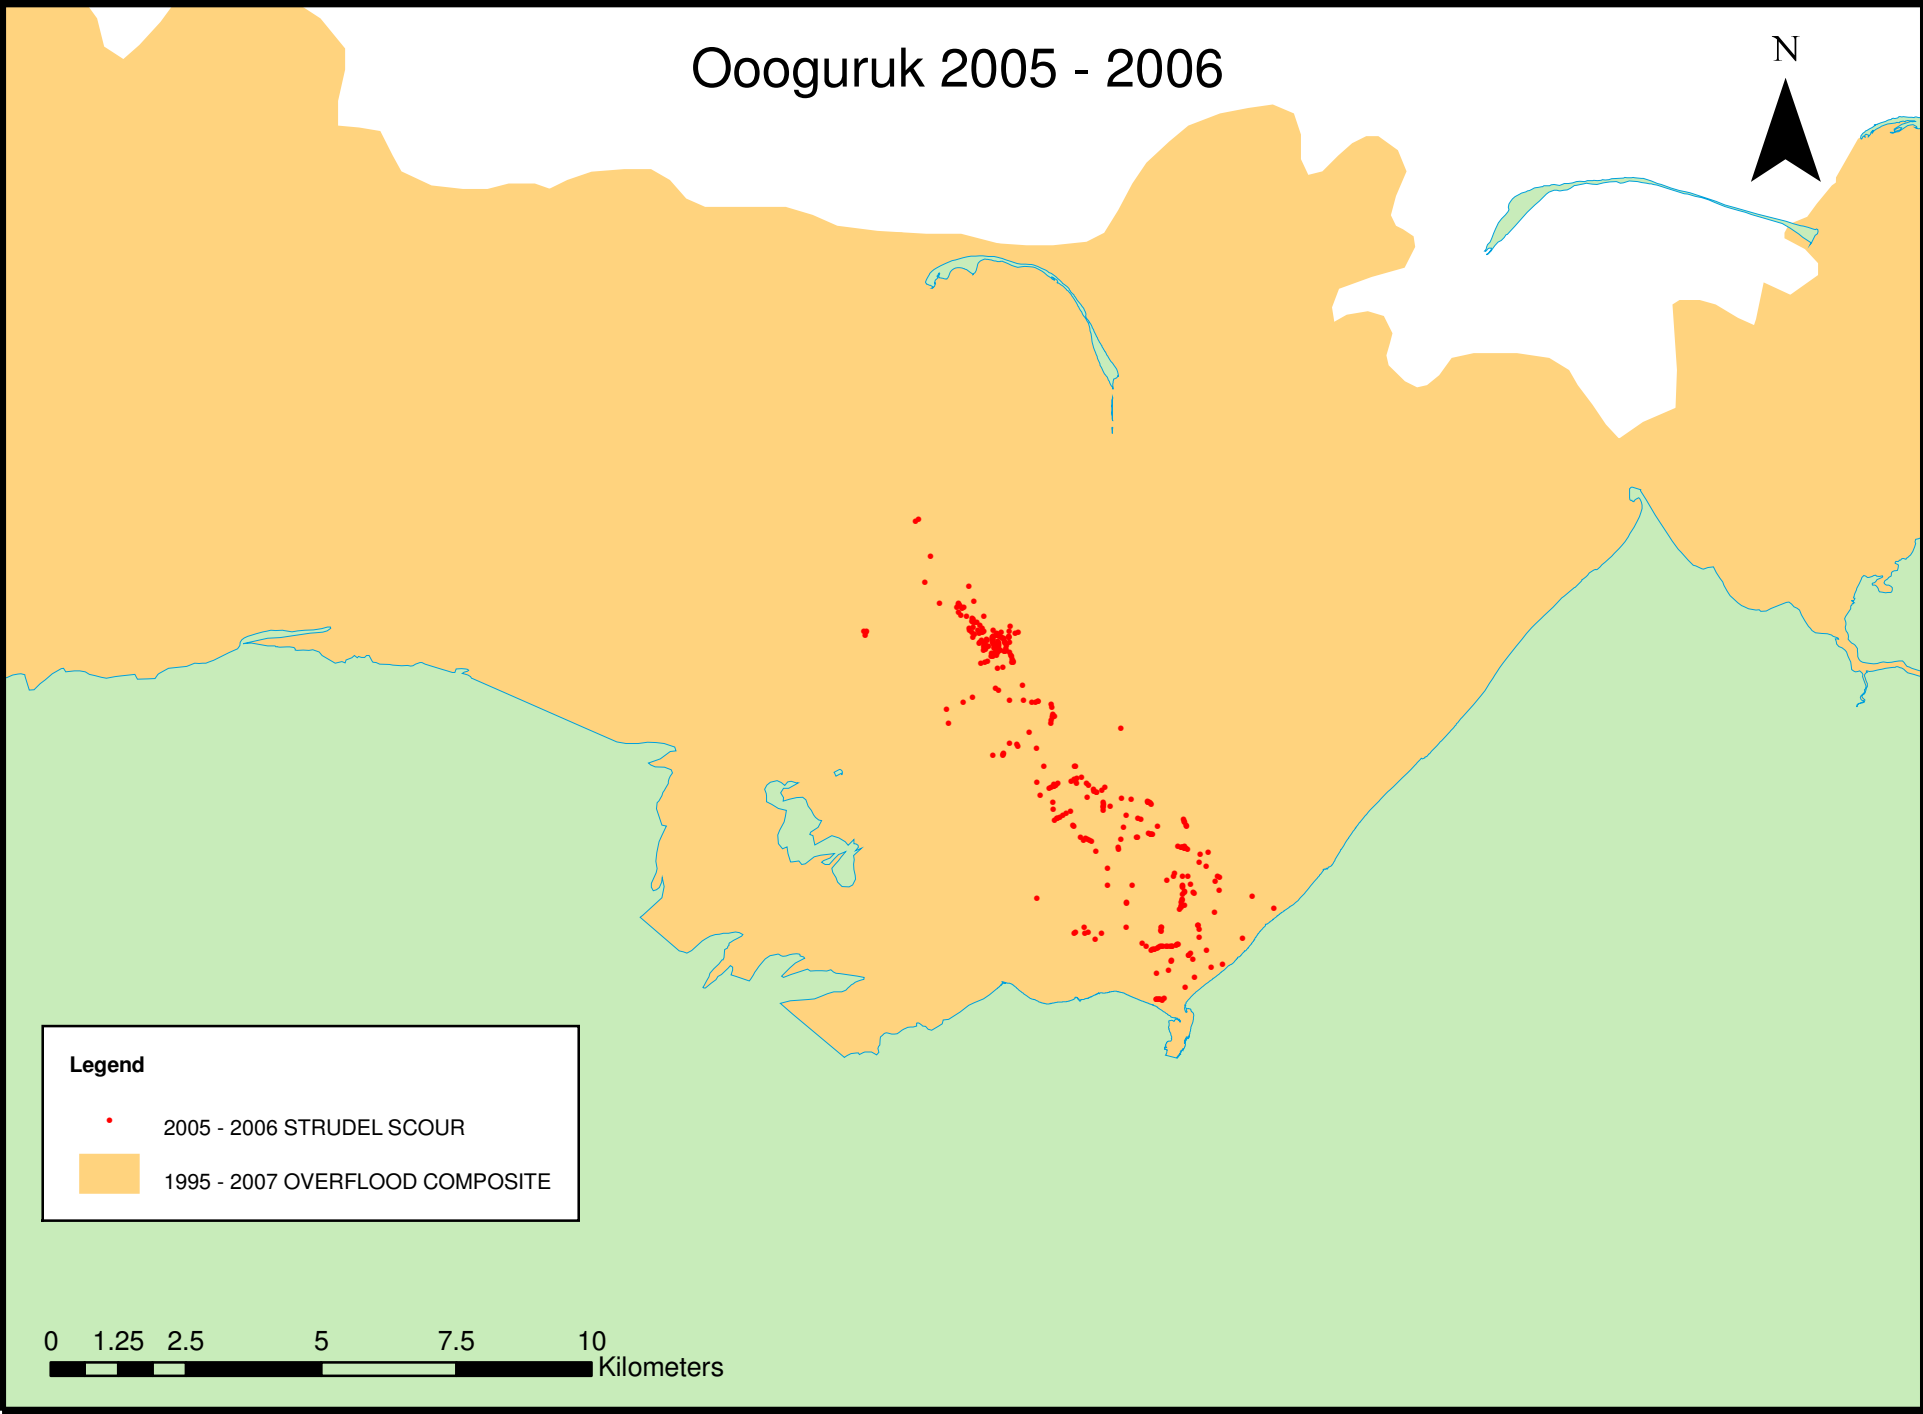 Oooguruk 2005 - 2006
N
Legend
2005 - 2006 STRUDEL SCOUR
1995 - 2007 OVERFLOOD COMPOSITE
0 1.25 2.5 5 7.5 10
Kilometers